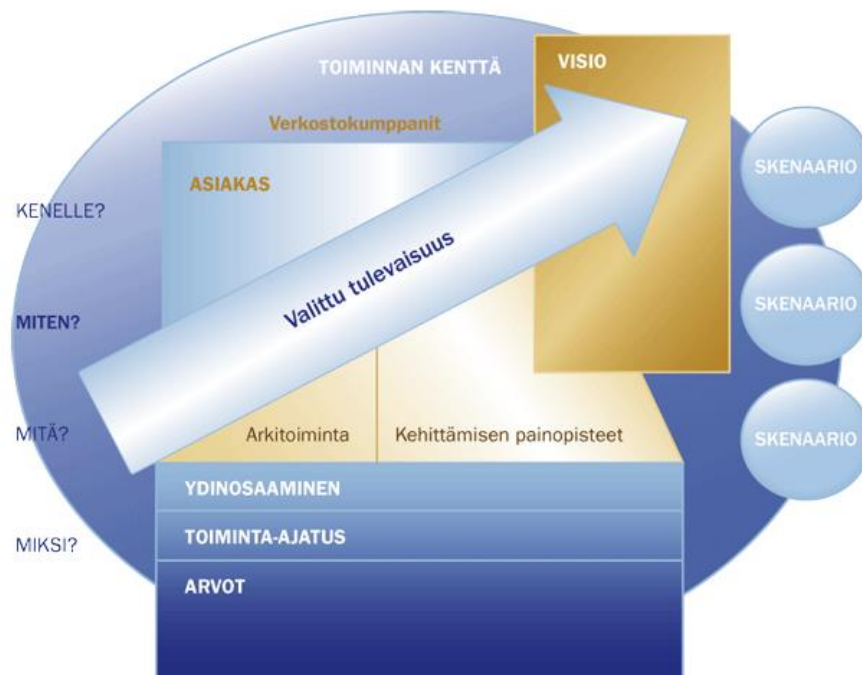 TOIMINNAN KENTTÄ
VISIO
Verkostokumppanit
SKENAARIO
ASIAKAS
KENELLE?
Valittu tulevaisuus
SKENAARIO
MITEN?
MITÄ?
Arkitoiminta
Kehittämisen painopisteet
SKENAARIO
YDINOSAAMINEN
TOIMINTA-AJATUS
MIKSI?
ARVOT